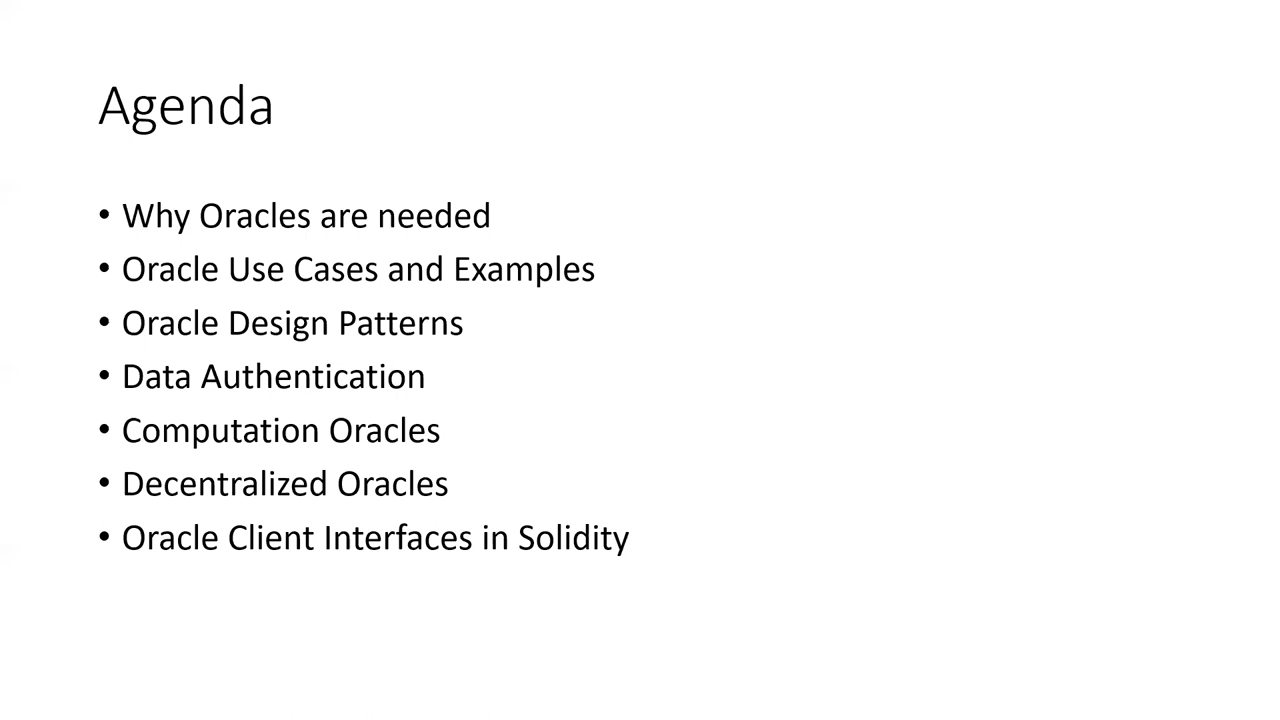 Agenda
• Why Oracles are needed
• Oracle Use Cases and Examples
• Oracle Design Patterns
• Data Authentication
• Computation Oracles
• Decentralized Oracles
• Oracle Client Interfaces in Solidity